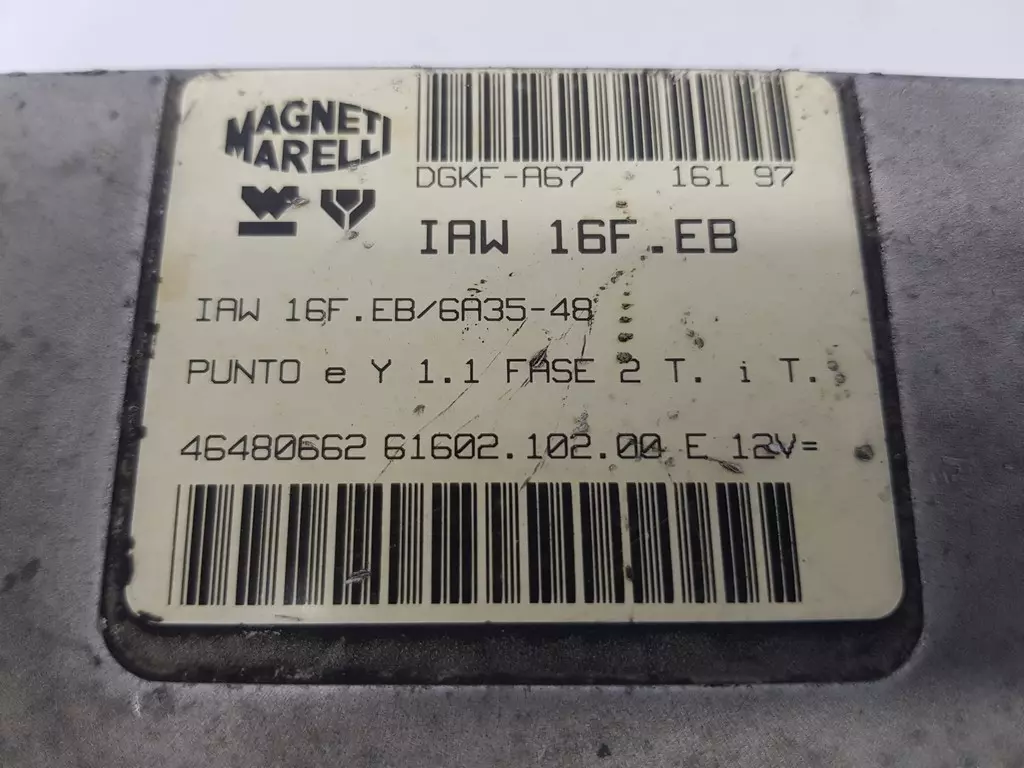 MAGNETI
MARELLI
DGKF-A67 161 97
IAW 16F.EB
IAW 16F.EB/6A35-48
PUNTO e Y 1.1 FASE 2 T. i T.
46480662 61602.102.00 E 12V=